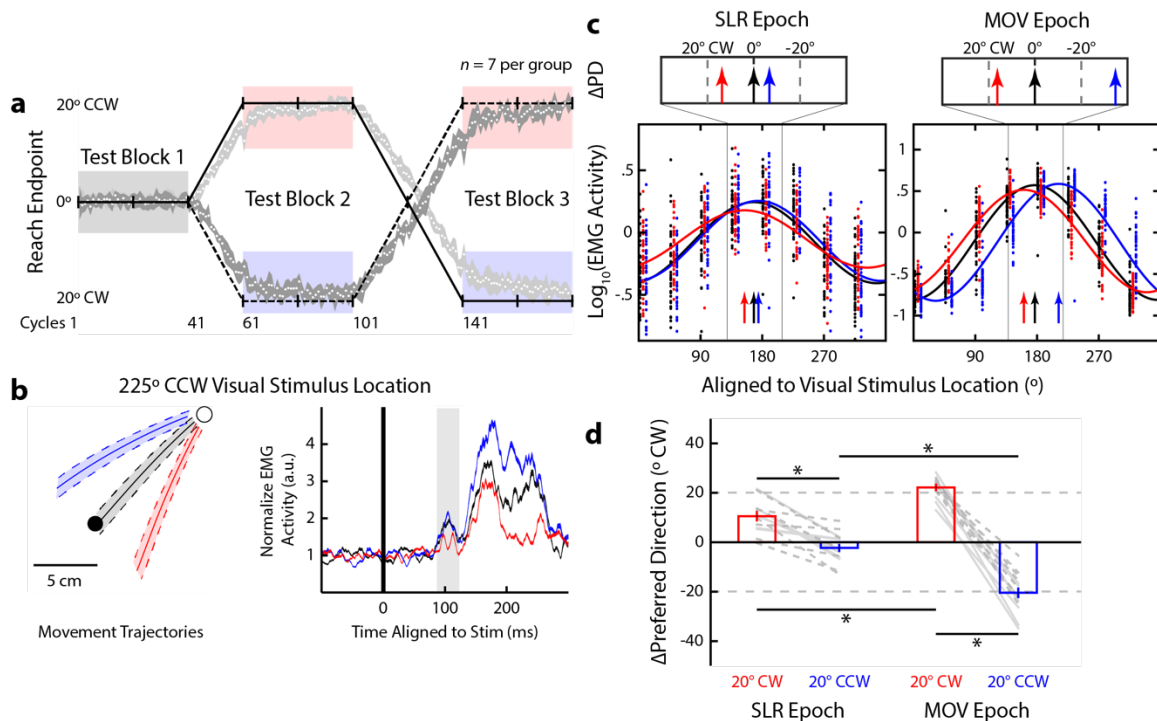 a
n = 7 per group
20º CCW
Test Block 1
Test Block 2
Test Block 3
0º
20º CW
Reach Endpoint
Cycles 1
41
61
101
141
b
225º CCW Visual Stimulus Location
5 cm
Movement Trajectories
Normalize EMG
Activity (a.u.)
4
3
2
1
0
100
200
Time Aligned to Stim (ms)
c
SLR Epoch
MOV Epoch
20° CW
0°
-20°
20° CW
0°
-20°
ΔPD
Log10(EMG Activity)
.5
0
-.5
1
.5
0
-.5
-1
90
180
270
90
180
270
Aligned to Visual Stimulus Location (º)
d
ΔPreferred Direction (° CW)
40
20
0
-20
-40
*
*
*
*
20° CW
20° CCW
20° CW
20° CCW
SLR Epoch
MOV Epoch